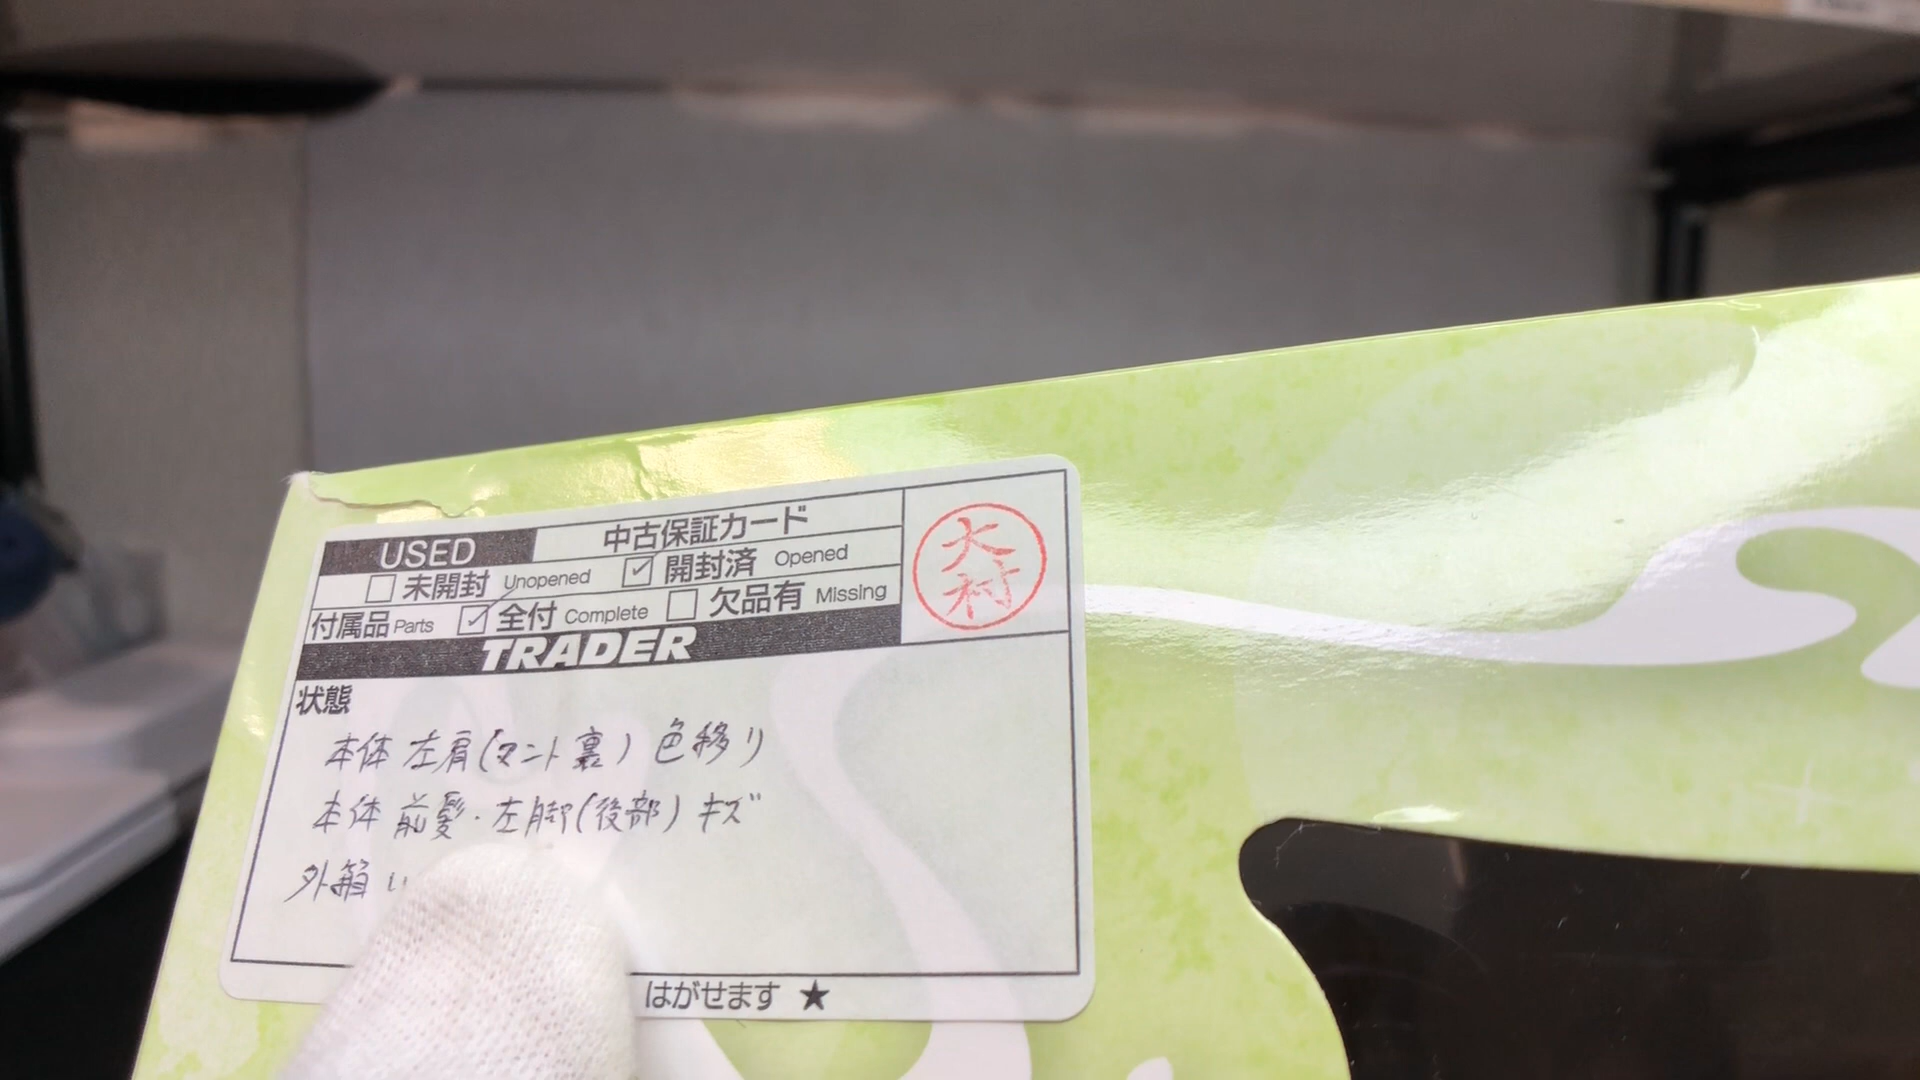 USED 中古保証カード
未開封 Unopened 開封済 Opened
付属品 Parts 全付 Complete 欠品有 Missing
大村
TRADER
状態
本体 左肩(マント裏) 色移り
本体 前髪・左脚(後部) キズ
外箱
はがせます ★